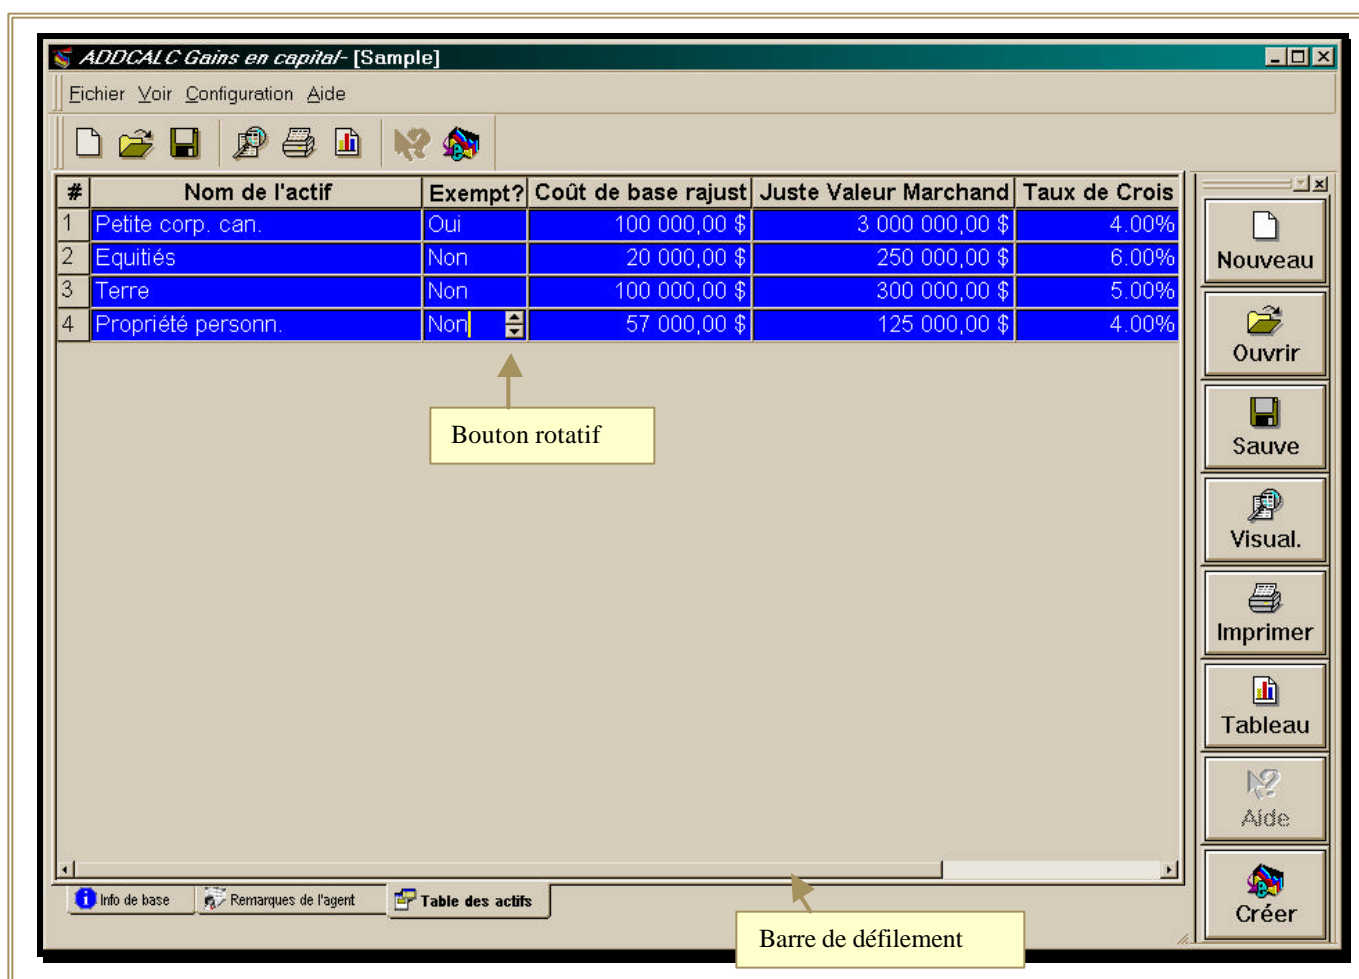 ADDCALC Gains en capital- [Sample]
Fichier Voir Configuration Aide
# Nom de l'actif Exempt? Coût de base rajust Juste Valeur Marchand Taux de Crois
1 Petite corp. can. Oui 100 000,00 $ 3 000 000,00 $ 4.00%
2 Equitiés Non 20 000,00 $ 250 000,00 $ 6.00%
3 Terre Non 100 000,00 $ 300 000,00 $ 5.00%
4 Propriété personn. Non 57 000,00 $ 125 000,00 $ 4.00%
Bouton rotatif
Nouveau
Ouvrir
Sauve
Visual.
Imprimer
Tableau
Aide
Créer
Info de base Remarques de l'agent Table des actifs
Barre de défilement